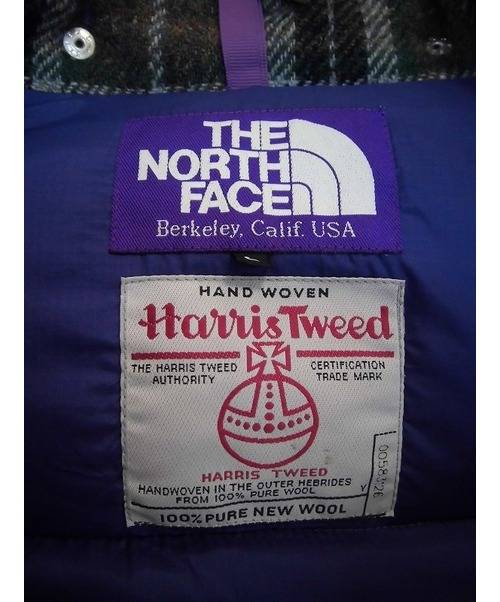 THE
NORTH
FACE
Berkeley, Calif. USA
L
HAND WOVEN
Harris Tweed
THE HARRIS TWEED
AUTHORITY
CERTIFICATION
TRADE MARK
HARRIS TWEED
HANDWOVEN IN THE OUTER HEBRIDES
FROM 100% PURE WOOL
Y
100% PURE NEW WOOL